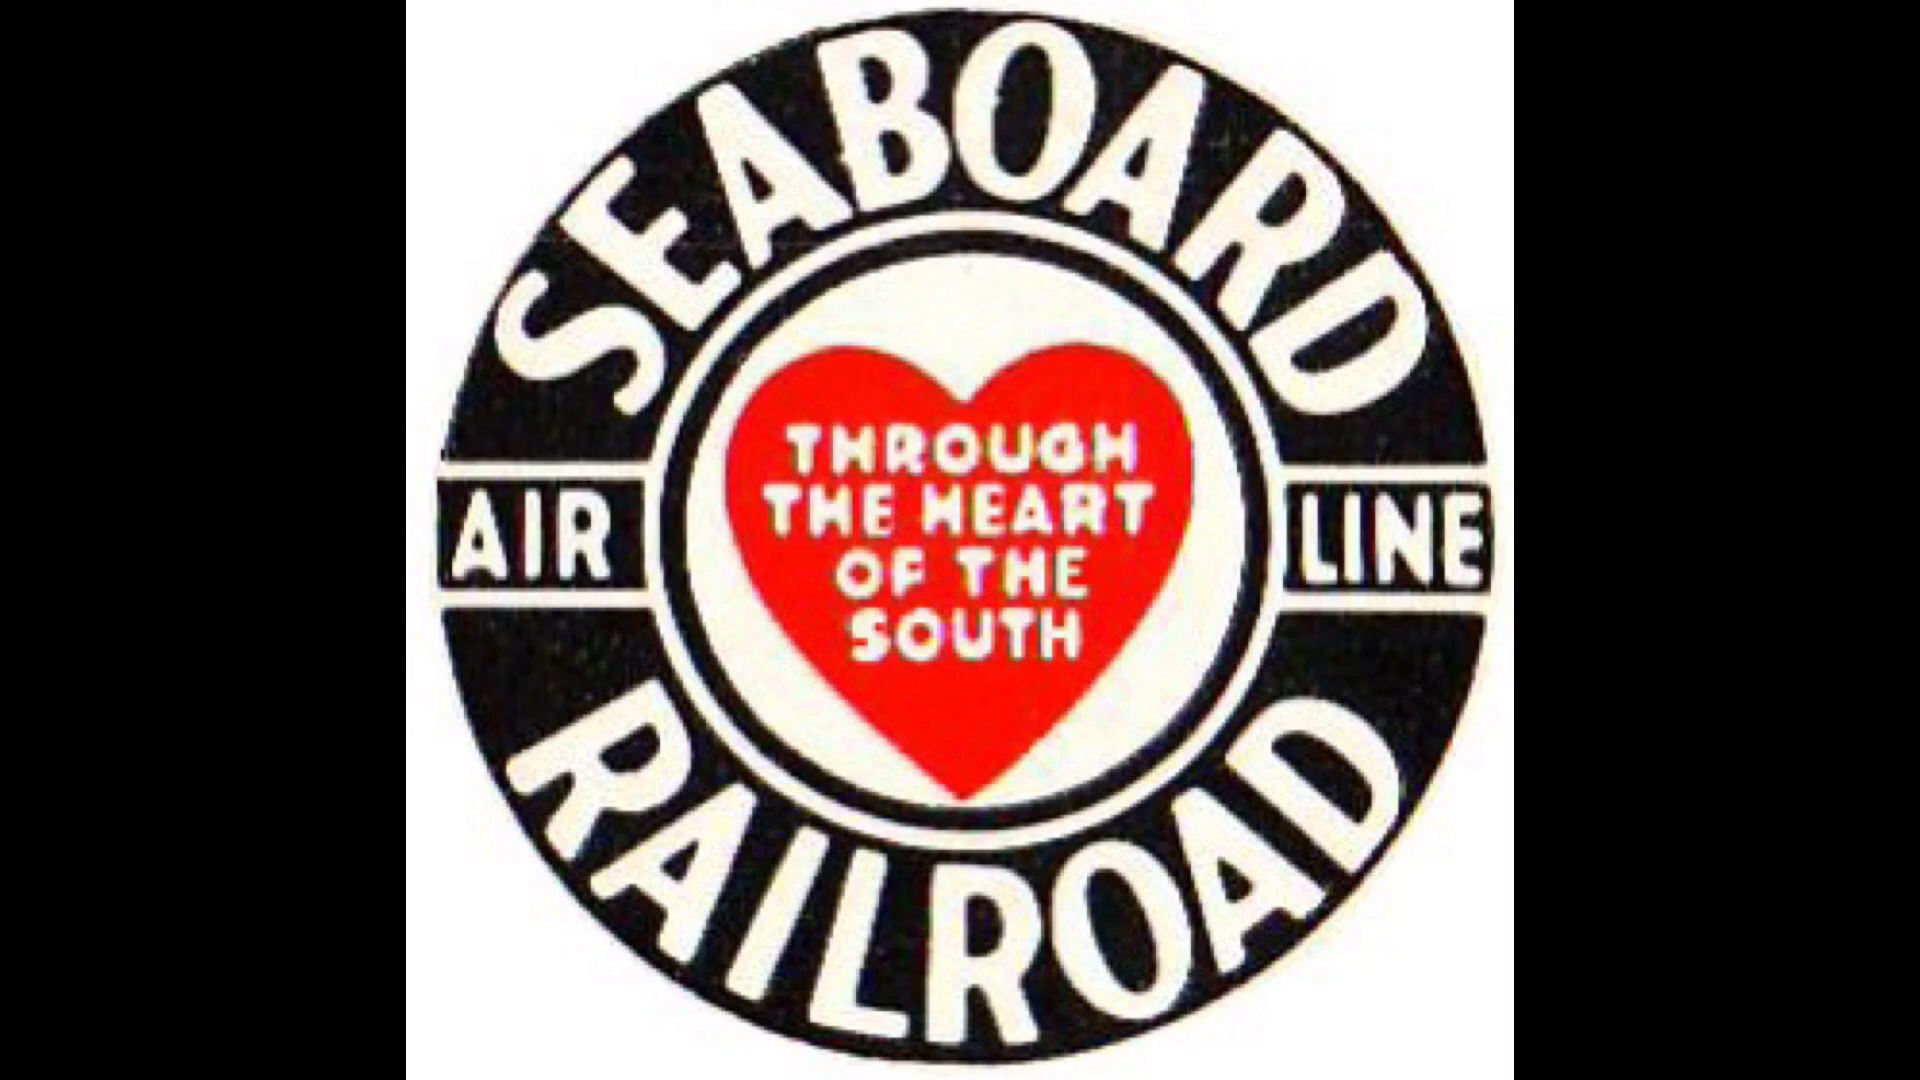 SEABOARD
AIR LINE
THROUGH
THE HEART
OF THE
SOUTH
RAILROAD